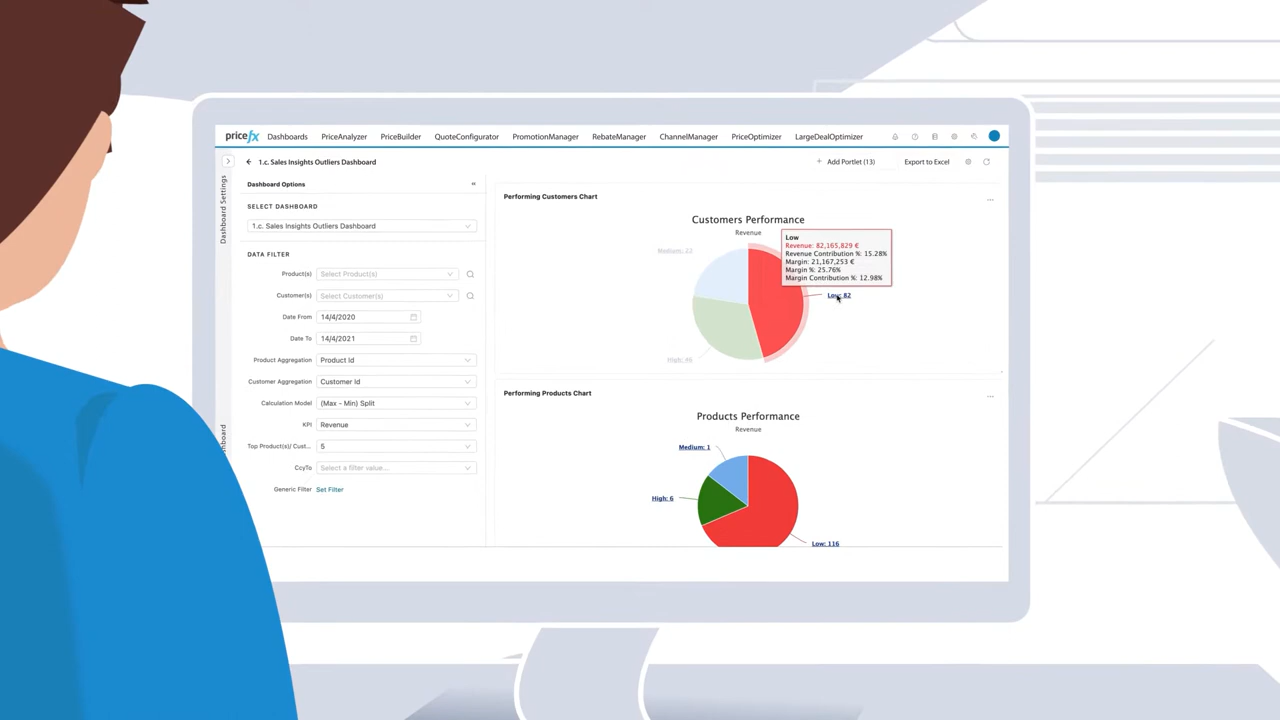 pricefx Dashboards PriceAnalyzer PriceBuilder QuoteConfigurator PromotionManager RebateManager ChannelManager PriceOptimizer LargeDealOptimizer
1.c. Sales Insights Outliers Dashboard
Add Portlet (13)
Export to Excel
Dashboard Settings
Dashboard Options
SELECT DASHBOARD
1.c. Sales Insights Outliers Dashboard
DATA FILTER
Product(s) Select Product(s)
Customer(s) Select Customer(s)
Date From 14/4/2020
Date To 14/4/2021
Product Aggregation Product Id
Customer Aggregation Customer Id
Calculation Model (Max - Min) Split
KPI Revenue
Top Product(s)/ Cust... 5
CcyTo Select a filter value...
Generic Filter Set Filter
Performing Customers Chart
Customers Performance
Revenue
Medium: 23
Low
Revenue: 82,165,829 €
Revenue Contribution %: 15.28%
Margin: 21,167,253 €
Margin %: 25.76%
Margin Contribution %: 12.98%
Low: 82
High: 46
Performing Products Chart
Products Performance
Revenue
Medium: 1
High: 6
Low: 116